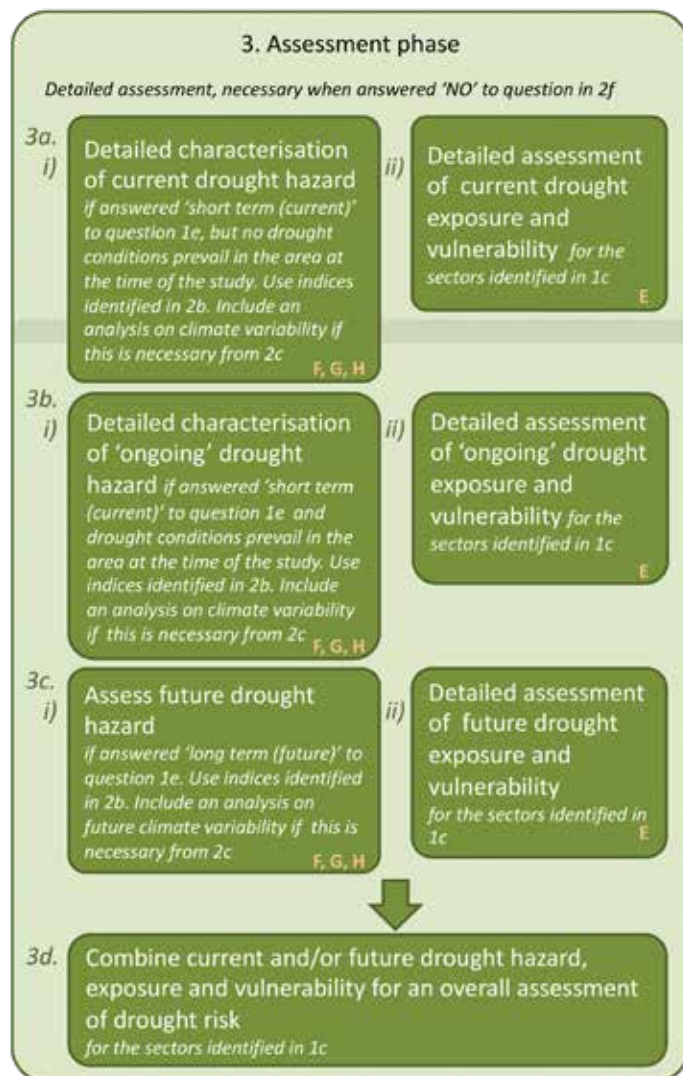 3. Assessment phase
Detailed assessment, necessary when answered 'NO' to question in 2f
3a.
i)
Detailed characterisation
of current drought hazard
if answered 'short term (current)'
to question 1e, but no drought
conditions prevail in the area at
the time of the study. Use indices
identified in 2b. Include an
analysis on climate variability if
this is necessary from 2c
F, G, H
ii)
Detailed assessment
of current drought
exposure and
vulnerability for the
sectors identified in 1c
E
3b.
i)
Detailed characterisation
of 'ongoing' drought
hazard if answered 'short term
(current)' to question 1e and
drought conditions prevail in the
area at the time of the study. Use
indices identified in 2b. Include
an analysis on climate variability
if this is necessary from 2c
F, G, H
ii)
Detailed assessment
of 'ongoing' drought
exposure and
vulnerability for the
sectors identified in 1c
E
3c.
i)
Assess future drought
hazard
if answered 'long term (future)' to
question 1e. Use indices identified
in 2b. Include an analysis on
future climate variability if this is
necessary from 2c
F, G, H
ii)
Detailed assessment
of future drought
exposure and
vulnerability
for the sectors identified in
1c
E
3d.
Combine current and/or future drought hazard,
exposure and vulnerability for an overall assessment
of drought risk
for the sectors identified in 1c